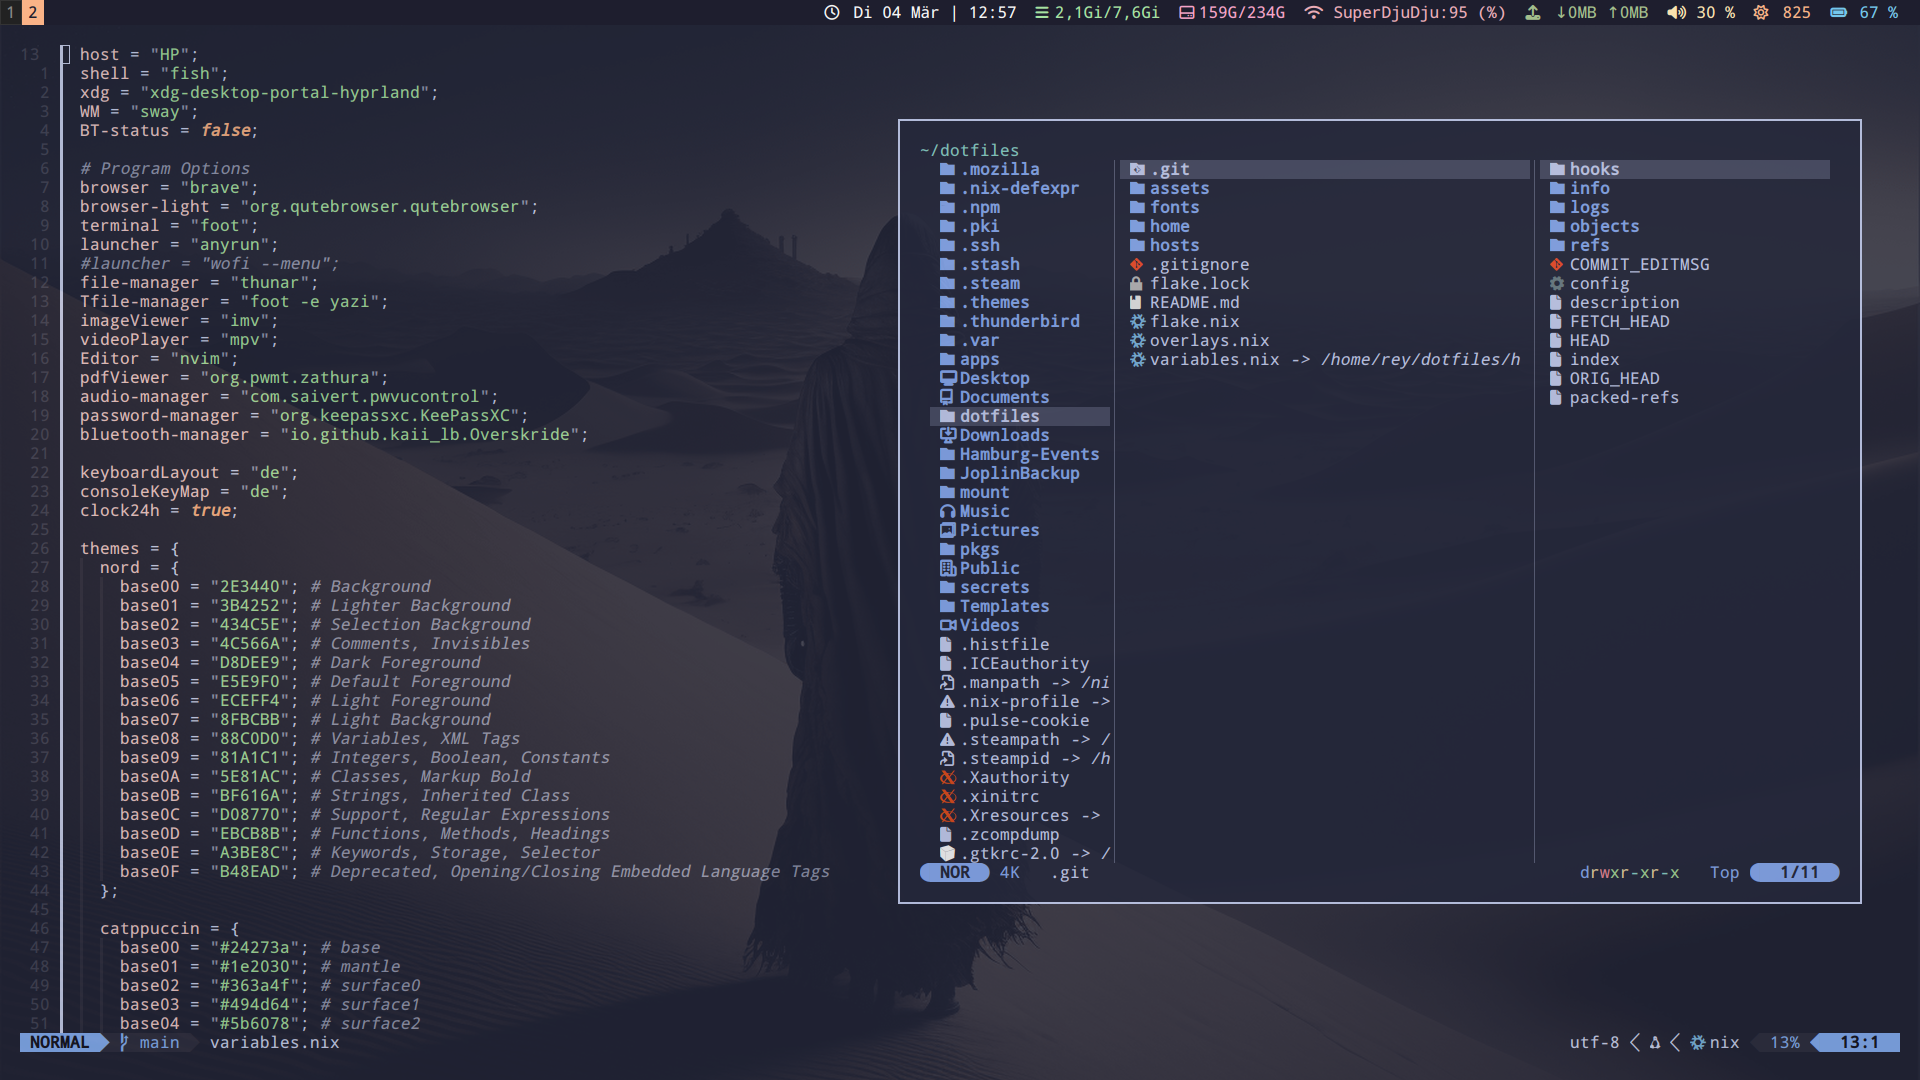 1 2
Di 04 Mär | 12:57 2,1Gi/7,6Gi 159G/234G SuperDjuDju:95 (%) ↓0MB ↑0MB 30 % 825 67 %
13 host = "HP";
1 shell = "fish";
2 xdg = "xdg-desktop-portal-hyprland";
3 WM = "sway";
4 BT-status = false;
5
6 # Program Options
7 browser = "brave";
8 browser-light = "org.qutebrowser.qutebrowser";
9 terminal = "foot";
10 launcher = "anyrun";
11 #launcher = "wofi --menu";
12 file-manager = "thunar";
13 Tfile-manager = "foot -e yazi";
14 imageViewer = "imv";
15 videoPlayer = "mpv";
16 Editor = "nvim";
17 pdfViewer = "org.pwmt.zathura";
18 audio-manager = "com.saivert.pwvucontrol";
19 password-manager = "org.keepassxc.KeePassXC";
20 bluetooth-manager = "io.github.kaii_lb.Overskride";
21
22 keyboardLayout = "de";
23 consoleKeyMap = "de";
24 clock24h = true;
25
26 themes = {
27 nord = {
28 base00 = "2E3440"; # Background
29 base01 = "3B4252"; # Lighter Background
30 base02 = "434C5E"; # Selection Background
31 base03 = "4C566A"; # Comments, Invisibles
32 base04 = "D8DEE9"; # Dark Foreground
33 base05 = "E5E9F0"; # Default Foreground
34 base06 = "ECEFF4"; # Light Foreground
35 base07 = "8FBCBB"; # Light Background
36 base08 = "88C0D0"; # Variables, XML Tags
37 base09 = "81A1C1"; # Integers, Boolean, Constants
38 base0A = "5E81AC"; # Classes, Markup Bold
39 base0B = "BF616A"; # Strings, Inherited Class
40 base0C = "D08770"; # Support, Regular Expressions
41 base0D = "EBCB8B"; # Functions, Methods, Headings
42 base0E = "A3BE8C"; # Keywords, Storage, Selector
43 base0F = "B48EAD"; # Deprecated, Opening/Closing Embedded Language Tags
44 };
45
46 catppuccin = {
47 base00 = "#24273a"; # base
48 base01 = "#1e2030"; # mantle
49 base02 = "#363a4f"; # surface0
50 base03 = "#494d64"; # surface1
51 base04 = "#5b6078"; # surface2
NORMAL main variables.nix utf-8 nix 13% 13:1
~/dotfiles
.mozilla
.nix-defexpr
.npm
.pki
.ssh
.stash
.steam
.themes
.thunderbird
.var
apps
Desktop
Documents
dotfiles
Downloads
Hamburg-Events
JoplinBackup
mount
Music
Pictures
pkgs
Public
secrets
Templates
Videos
.histfile
.ICEauthority
.manpath -> /ni
.nix-profile ->
.pulse-cookie
.steampath -> /
.steampid -> /h
.Xauthority
.xinitrc
.Xresources ->
.zcompdump
.gtkrc-2.0 -> /
.git
assets
fonts
home
hosts
.gitignore
flake.lock
README.md
flake.nix
overlays.nix
variables.nix -> /home/rey/dotfiles/h
hooks
info
logs
objects
refs
COMMIT_EDITMSG
config
description
FETCH_HEAD
HEAD
index
ORIG_HEAD
packed-refs
NOR 4K .git drwxr-xr-x Top 1/11